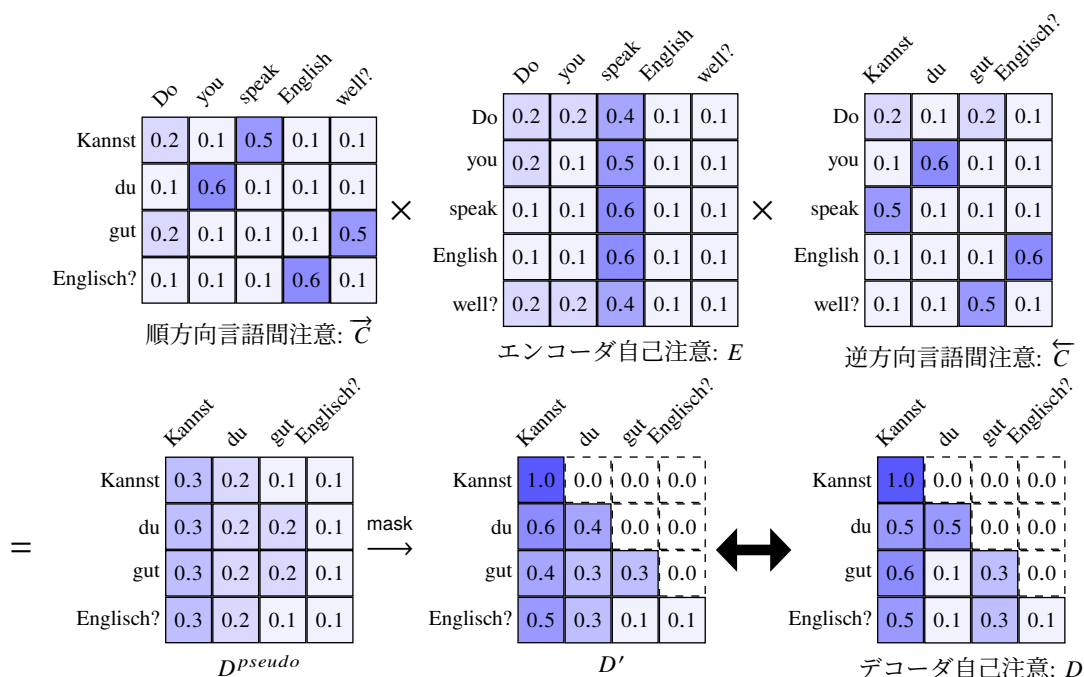 Do you speak English well?
Kannst 0.2 0.1 0.5 0.1 0.1
du 0.1 0.6 0.1 0.1 0.1
gut 0.2 0.1 0.1 0.1 0.5
Englisch? 0.1 0.1 0.1 0.6 0.1
順方向言語間注意: →C
×
Do you speak English well?
Do 0.2 0.2 0.4 0.1 0.1
you 0.2 0.1 0.5 0.1 0.1
speak 0.1 0.1 0.6 0.1 0.1
English 0.1 0.1 0.6 0.1 0.1
well? 0.2 0.2 0.4 0.1 0.1
エンコーダ自己注意: E
×
Kannst du gut Englisch?
Do 0.2 0.1 0.2 0.1
you 0.1 0.6 0.1 0.1
speak 0.5 0.1 0.1 0.1
English 0.1 0.1 0.1 0.6
well? 0.1 0.1 0.5 0.1
逆方向言語間注意: ←C
=
Kannst du gut Englisch?
Kannst 0.3 0.2 0.1 0.1
du 0.3 0.2 0.2 0.1
gut 0.3 0.2 0.2 0.1
Englisch? 0.3 0.2 0.1 0.1
D^pseudo
mask
→
Kannst du gut Englisch?
Kannst 1.0 0.0 0.0 0.0
du 0.6 0.4 0.0 0.0
gut 0.4 0.3 0.3 0.0
Englisch? 0.5 0.3 0.1 0.1
D′
Kannst du gut Englisch?
Kannst 1.0 0.0 0.0 0.0
du 0.5 0.5 0.0 0.0
gut 0.6 0.1 0.3 0.0
Englisch? 0.5 0.1 0.3 0.1
デコーダ自己注意: D